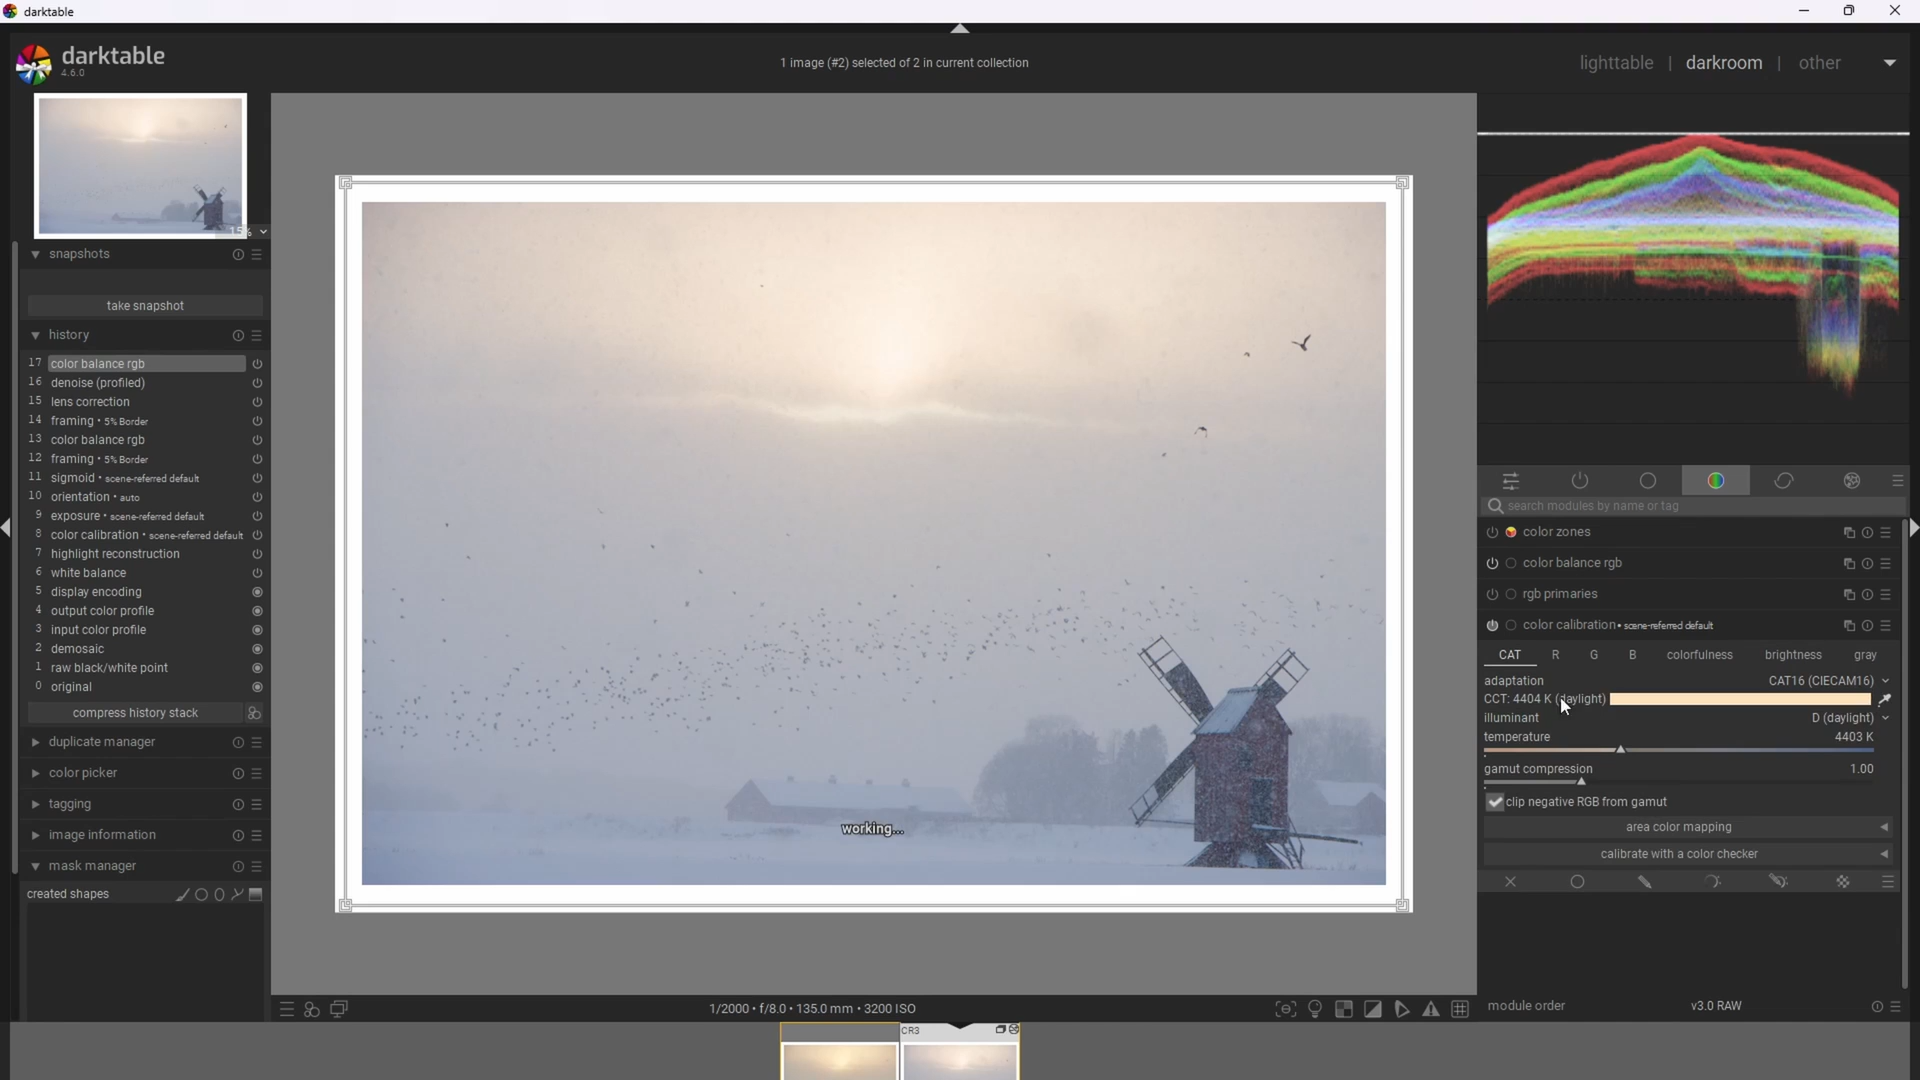 darktable
darktable
4.6.0
1 image (#2) selected of 2 in current collection
lighttable | darkroom | other
snapshots
take snapshot
history
17 color balance rgb
16 denoise (profiled)
15 lens correction
14 framing • 5% Border
13 color balance rgb
12 framing • 5% Border
11 sigmoid • scene-referred default
10 orientation • auto
9 exposure • scene-referred default
8 color calibration • scene-referred default
7 highlight reconstruction
6 white balance
5 display encoding
4 output color profile
3 input color profile
2 demosaic
1 raw black/white point
0 original
compress history stack
duplicate manager
color picker
tagging
image information
mask manager
created shapes
working...
1/2000 • f/8.0 • 135.0 mm • 3200 ISO
CR3
search modules by name or tag
color zones
color balance rgb
rgb primaries
color calibration • scene-referred default
CAT R G B colorfulness brightness gray
adaptation CAT16 (CIECAM16)
CCT: 4404 K (daylight)
illuminant D (daylight)
temperature 4403 K
gamut compression 1.00
clip negative RGB from gamut
area color mapping
calibrate with a color checker
module order v3.0 RAW